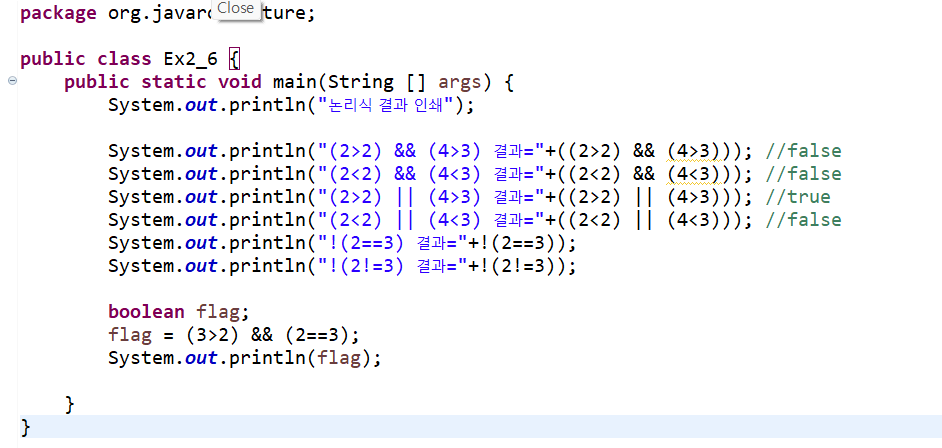 Close
package org.javar ture;
public class Ex2_6 {
public static void main(String [] args) {
System.out.println("논리식 결과 인쇄");
System.out.println("(2>2) && (4>3) 결과="+((2>2) && (4>3))); //false
System.out.println("(2<2) && (4<3) 결과="+((2<2) && (4<3))); //false
System.out.println("(2>2) || (4>3) 결과="+((2>2) || (4>3))); //true
System.out.println("(2<2) || (4<3) 결과="+((2<2) || (4<3))); //false
System.out.println("!(2==3) 결과="+!(2==3));
System.out.println("!(2!=3) 결과="+!(2!=3));
boolean flag;
flag = (3>2) && (2==3);
System.out.println(flag);
}
}